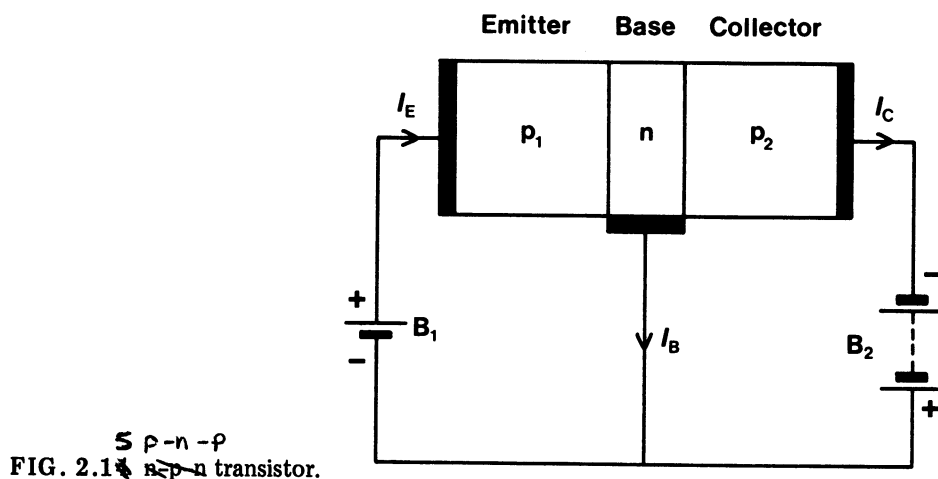 Emitter Base Collector
I_E I_C
p₁ n p₂
+ −
B₁ I_B B₂
− +
5 p-n-p
FIG. 2.14 n-p-n transistor.